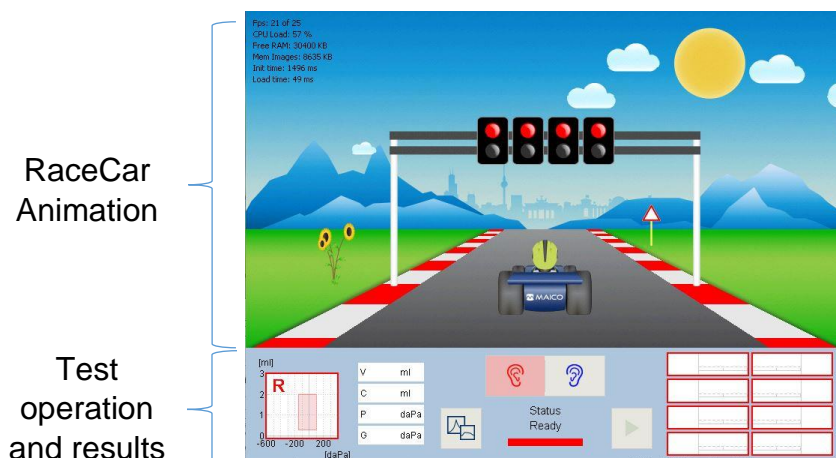 Fps: 21 of 25
CPU Load: 57 %
Free RAM: 30400 KB
Mem Images: 8635 KB
Init time: 1496 ms
Load time: 49 ms
RaceCar
Animation
MAICO
Test
operation
and results
[ml]
3
2
1
0
R
-600 -200 200
[daPa]
V ml
C ml
P daPa
G daPa
Status
Ready